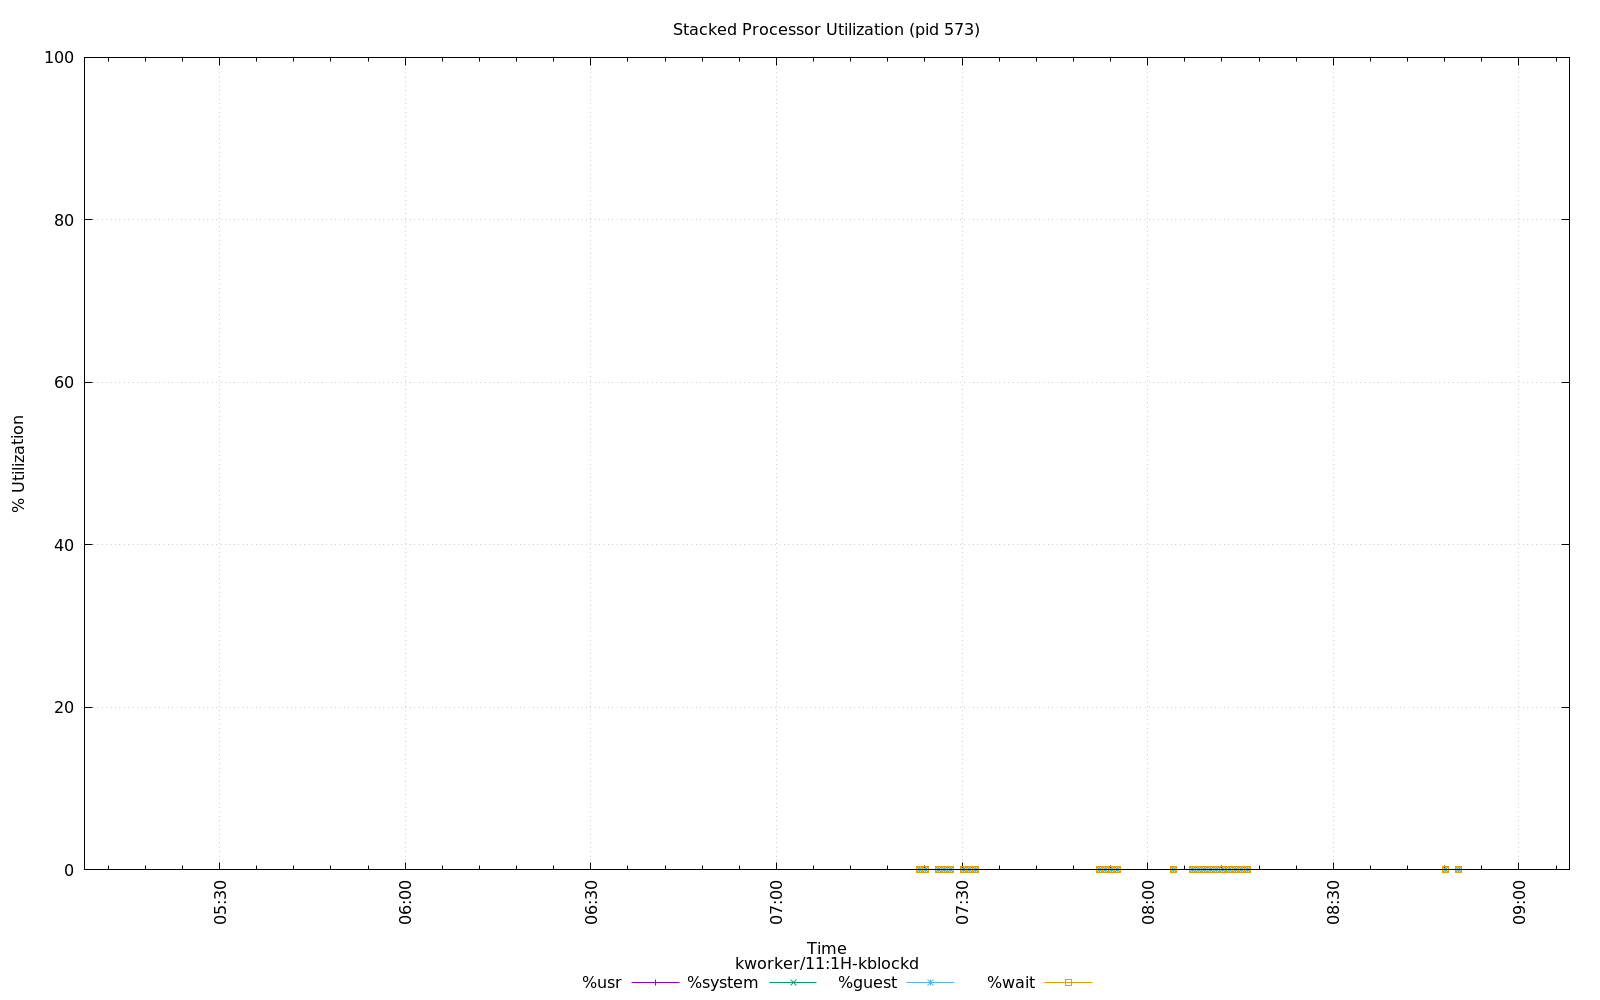 Stacked Processor Utilization (pid 573)
100
80
60
40
20
0
% Utilization
05:30
06:00
06:30
07:00
07:30
08:00
08:30
09:00
Time
kworker/11:1H-kblockd
%usr %system %guest %wait